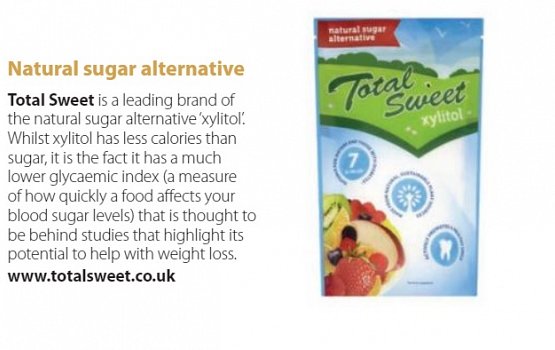 Natural sugar alternative
Total Sweet is a leading brand of
the natural sugar alternative ‘xylitol’.
Whilst xylitol has less calories than
sugar, it is the fact it has a much
lower glycaemic index (a measure
of how quickly a food affects your
blood sugar levels) that is thought to
be behind studies that highlight its
potential to help with weight loss.
www.totalsweet.co.uk
natural sugar
alternative
Total
Sweet
xylitol
7